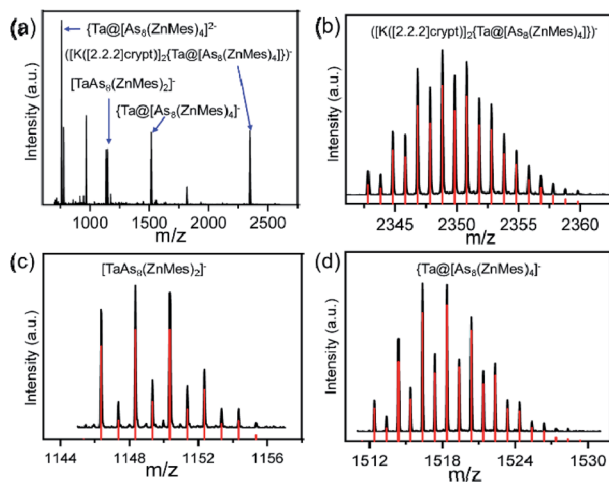 (a)
{Ta@[As8(ZnMes)4]2-
([K([2.2.2]crypt)]2{Ta@[As8(ZnMes)4]})-
[TaAs8(ZnMes)2]-
{Ta@[As8(ZnMes)4]-
Intensity (a.u.)
1000 1500 2000 2500
m/z
(b)
([K([2.2.2]crypt)]2{Ta@[As8(ZnMes)4]})-
Intensity (a.u.)
2345 2350 2355 2360
m/z
(c)
[TaAs8(ZnMes)2]-
Intensity (a.u.)
1144 1148 1152 1156
m/z
(d)
{Ta@[As8(ZnMes)4]-
Intensity (a.u.)
1512 1518 1524 1530
m/z